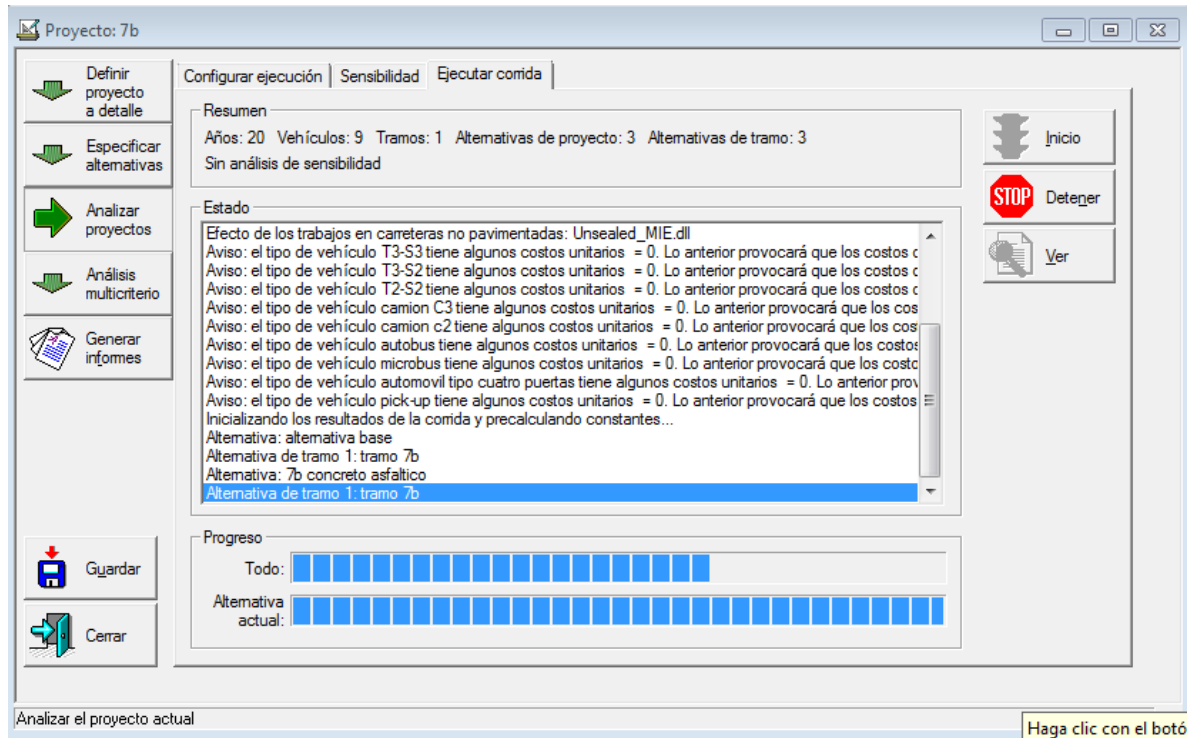 Proyecto: 7b
Definir
proyecto
a detalle
Especificar
alternativas
Analizar
proyectos
Análisis
multicriterio
Generar
informes
Guardar
Cerrar
Configurar ejecución
Sensibilidad
Ejecutar corrida
Resumen
Años: 20 Vehículos: 9 Tramos: 1 Alternativas de proyecto: 3 Alternativas de tramo: 3
Sin análisis de sensibilidad
Estado
Efecto de los trabajos en carreteras no pavimentadas: Unsealed_MIE.dll
Aviso: el tipo de vehículo T3-S3 tiene algunos costos unitarios = 0. Lo anterior provocará que los costos c
Aviso: el tipo de vehículo T3-S2 tiene algunos costos unitarios = 0. Lo anterior provocará que los costos c
Aviso: el tipo de vehículo T2-S2 tiene algunos costos unitarios = 0. Lo anterior provocará que los costos c
Aviso: el tipo de vehículo camion C3 tiene algunos costos unitarios = 0. Lo anterior provocará que los cos
Aviso: el tipo de vehículo camion c2 tiene algunos costos unitarios = 0. Lo anterior provocará que los cos
Aviso: el tipo de vehículo autobus tiene algunos costos unitarios = 0. Lo anterior provocará que los costos
Aviso: el tipo de vehículo microbus tiene algunos costos unitarios = 0. Lo anterior provocará que los costo
Aviso: el tipo de vehículo automovil tipo cuatro puertas tiene algunos costos unitarios = 0. Lo anterior prov
Aviso: el tipo de vehículo pick-up tiene algunos costos unitarios = 0. Lo anterior provocará que los costos
Inicializando los resultados de la corrida y precalculando constantes...
Alternativa: alternativa base
Alternativa de tramo 1: tramo 7b
Alternativa: 7b concreto asfaltico
Alternativa de tramo 1: tramo 7b
Progreso
Todo:
Alternativa
actual:
Inicio
STOP
Detener
Ver
Analizar el proyecto actual
Haga clic con el botó